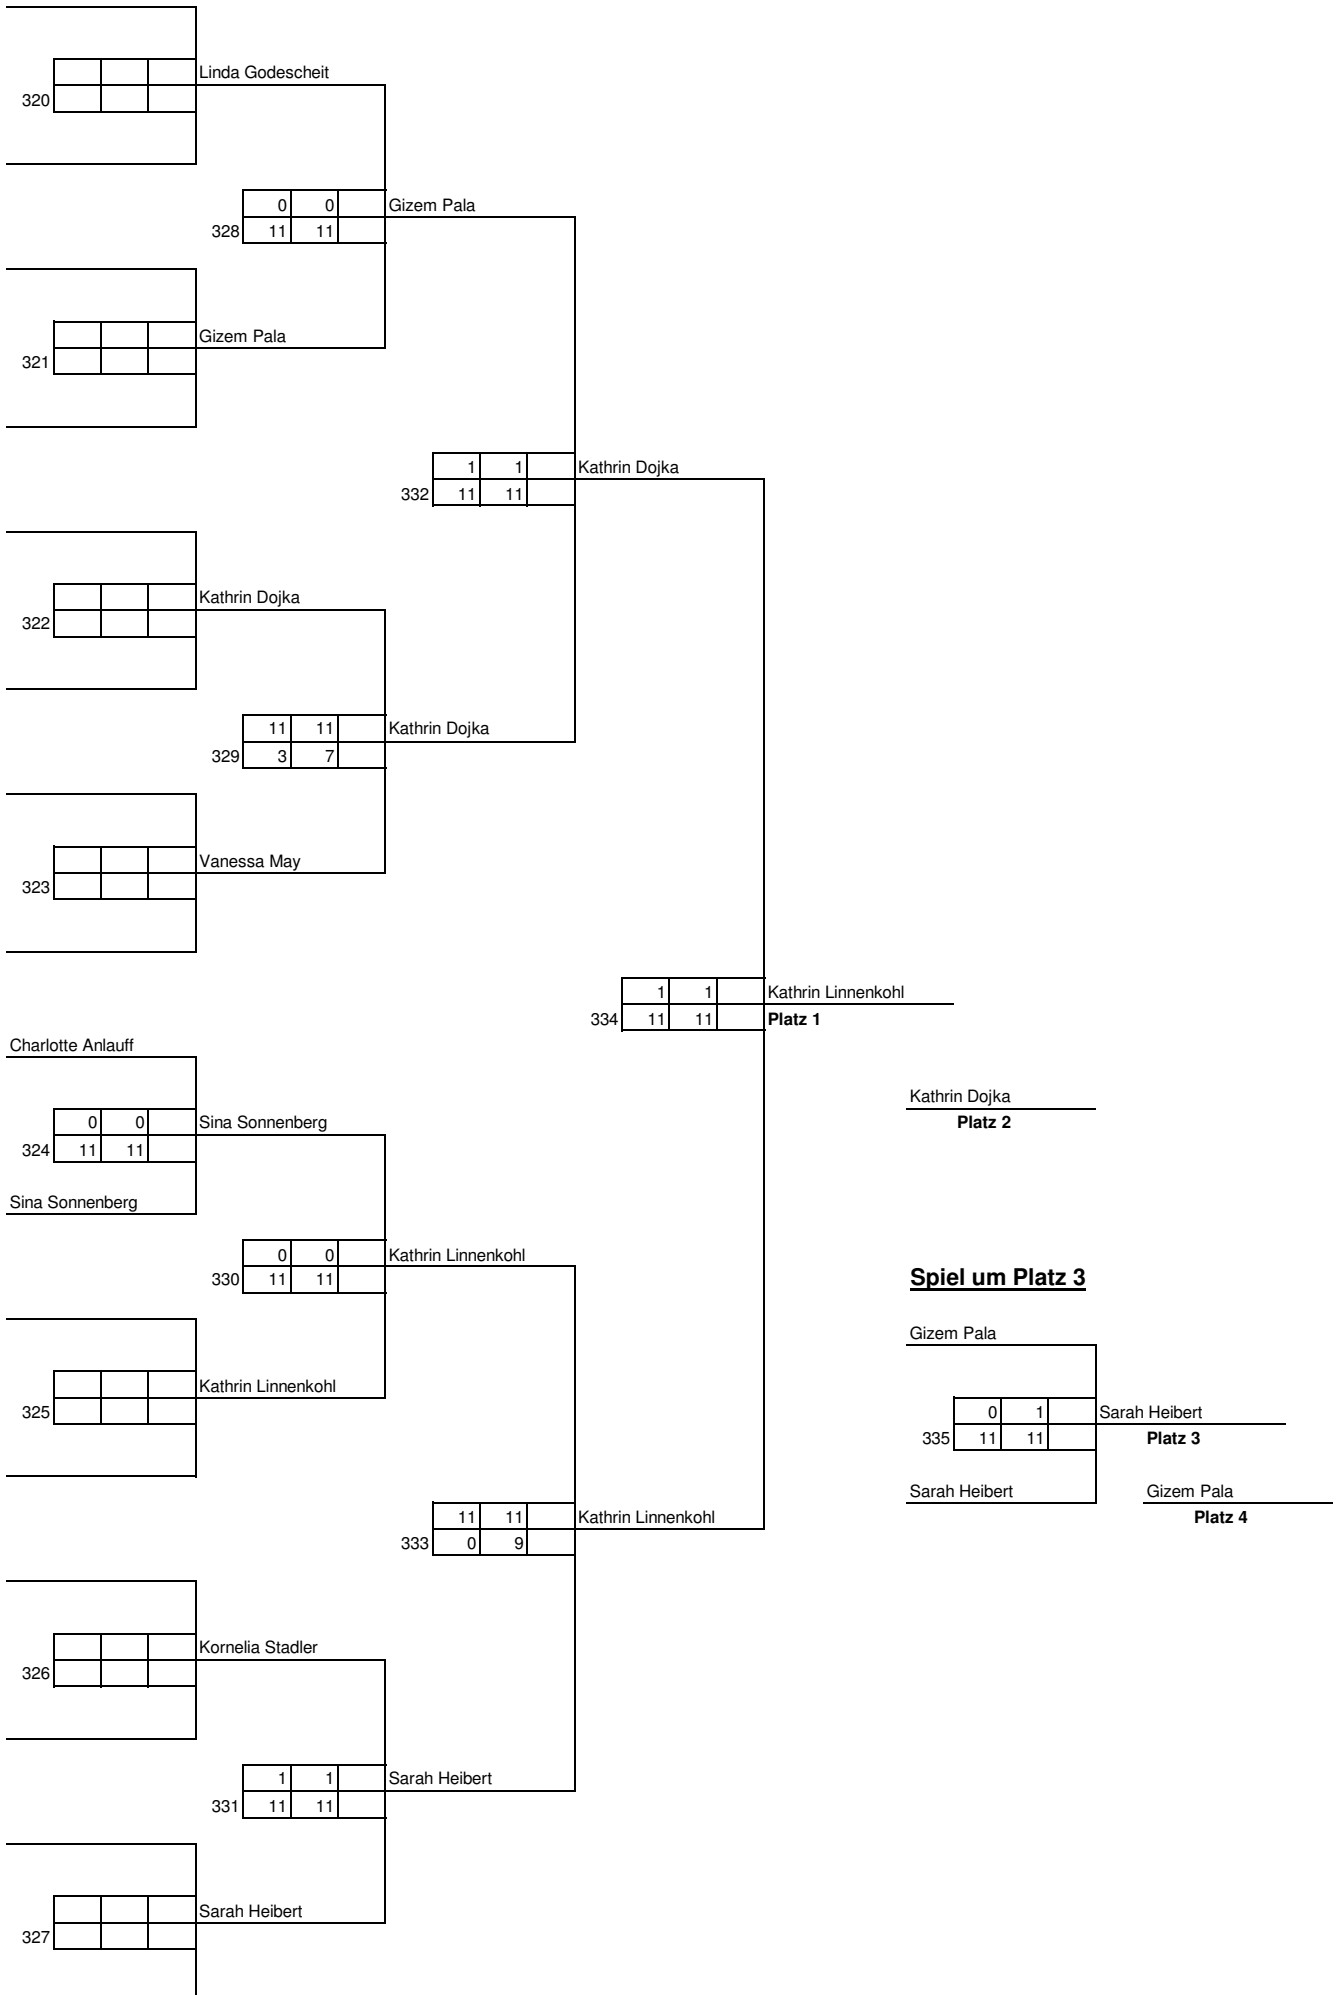 Linda Godescheit
320
0 0 Gizem Pala
328 11 11
Gizem Pala
321
1 1 Kathrin Dojka
332 11 11
Kathrin Dojka
322
11 11 Kathrin Dojka
329 3 7
Vanessa May
323
1 1 Kathrin Linnenkohl
334 11 11 Platz 1
Charlotte Anlauff
Kathrin Dojka
0 0 Sina Sonnenberg
Platz 2
324 11 11
Sina Sonnenberg
0 0 Kathrin Linnenkohl
330 11 11
Spiel um Platz 3
Gizem Pala
Kathrin Linnenkohl
325
0 1 Sarah Heibert
335 11 11 Platz 3
Sarah Heibert
Gizem Pala
Platz 4
11 11 Kathrin Linnenkohl
333 0 9
Kornelia Stadler
326
1 1 Sarah Heibert
331 11 11
Sarah Heibert
327